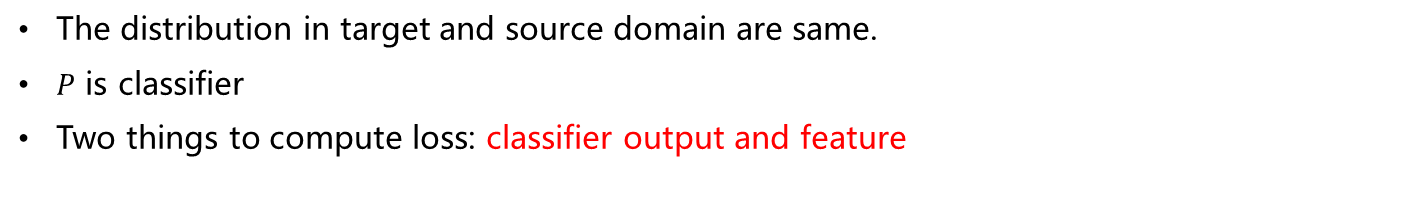 • The distribution in target and source domain are same.
• P is classifier
• Two things to compute loss: classifier output and feature